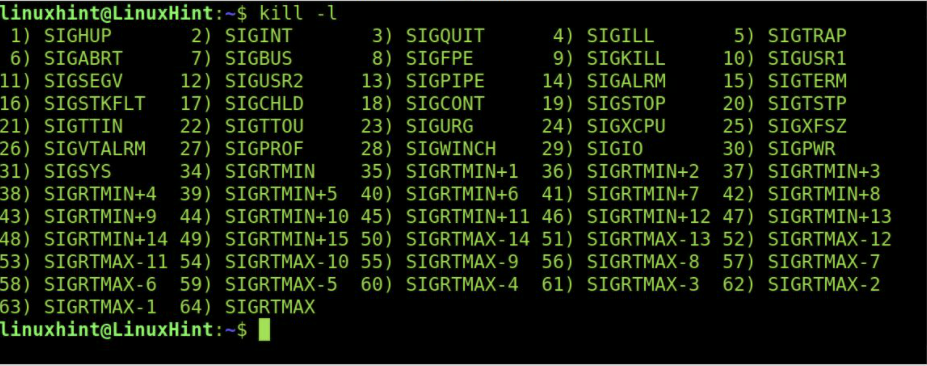 linuxhint@LinuxHint:~$ kill -l
1) SIGHUP 2) SIGINT 3) SIGQUIT 4) SIGILL 5) SIGTRAP
6) SIGABRT 7) SIGBUS 8) SIGFPE 9) SIGKILL 10) SIGUSR1
11) SIGSEGV 12) SIGUSR2 13) SIGPIPE 14) SIGALRM 15) SIGTERM
16) SIGSTKFLT 17) SIGCHLD 18) SIGCONT 19) SIGSTOP 20) SIGTSTP
21) SIGTTIN 22) SIGTTOU 23) SIGURG 24) SIGXCPU 25) SIGXFSZ
26) SIGVTALRM 27) SIGPROF 28) SIGWINCH 29) SIGIO 30) SIGPWR
31) SIGSYS 34) SIGRTMIN 35) SIGRTMIN+1 36) SIGRTMIN+2 37) SIGRTMIN+3
38) SIGRTMIN+4 39) SIGRTMIN+5 40) SIGRTMIN+6 41) SIGRTMIN+7 42) SIGRTMIN+8
43) SIGRTMIN+9 44) SIGRTMIN+10 45) SIGRTMIN+11 46) SIGRTMIN+12 47) SIGRTMIN+13
48) SIGRTMIN+14 49) SIGRTMIN+15 50) SIGRTMAX-14 51) SIGRTMAX-13 52) SIGRTMAX-12
53) SIGRTMAX-11 54) SIGRTMAX-10 55) SIGRTMAX-9 56) SIGRTMAX-8 57) SIGRTMAX-7
58) SIGRTMAX-6 59) SIGRTMAX-5 60) SIGRTMAX-4 61) SIGRTMAX-3 62) SIGRTMAX-2
63) SIGRTMAX-1 64) SIGRTMAX
linuxhint@LinuxHint:~$